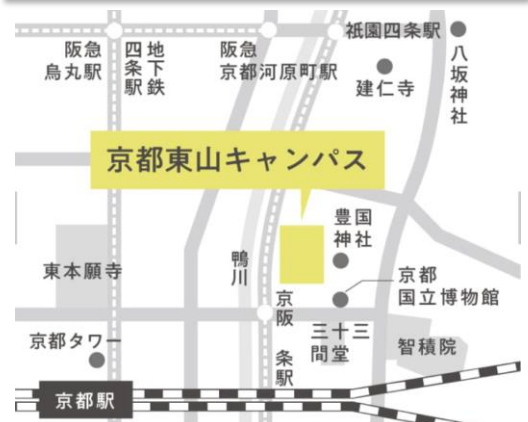 祇園四条駅
八坂神社
阪急
烏丸駅
地下鉄
四条駅
阪急
京都河原町駅
建仁寺
京都東山キャンパス
豊国
神社
東本願寺
鴨川
京都
国立博物館
京阪
条駅
三十三
間堂
智積院
京都タワー
京都駅